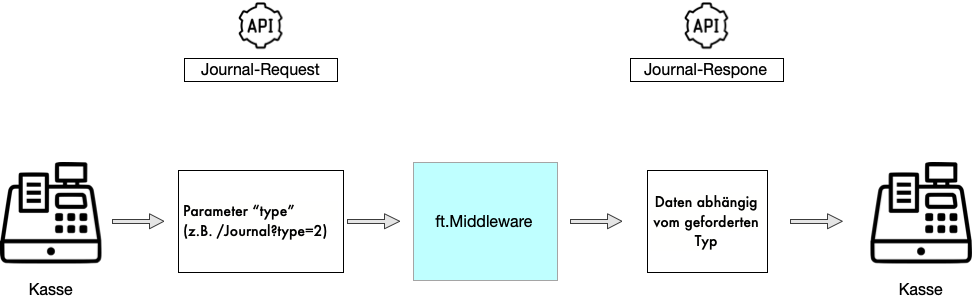 API
API
Journal-Request
Journal-Respone
Parameter “type”
(z.B. /Journal?type=2)
ft.Middleware
Daten abhängig
vom geforderten
Typ
Kasse
Kasse